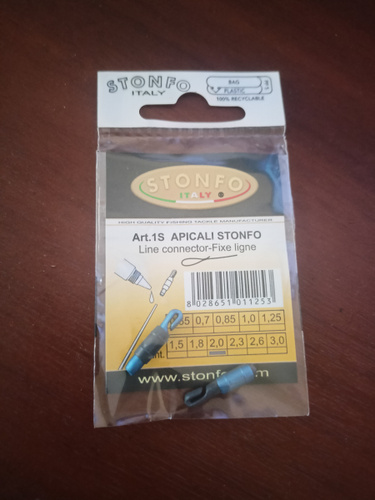 STONFO
ITALY
BAG
PLASTIC
100% RECYCLABLE
STONFO
ITALY
HIGH QUALITY FISHING TACKLE MANUFACTURER
Art.1S APICALI STONFO
Line connector-Fixe ligne
8 028651 011253
0,7 0,85 1,0 1,25
1,5 1,8 2,0 2,3 2,6 3,0
www.stonfo